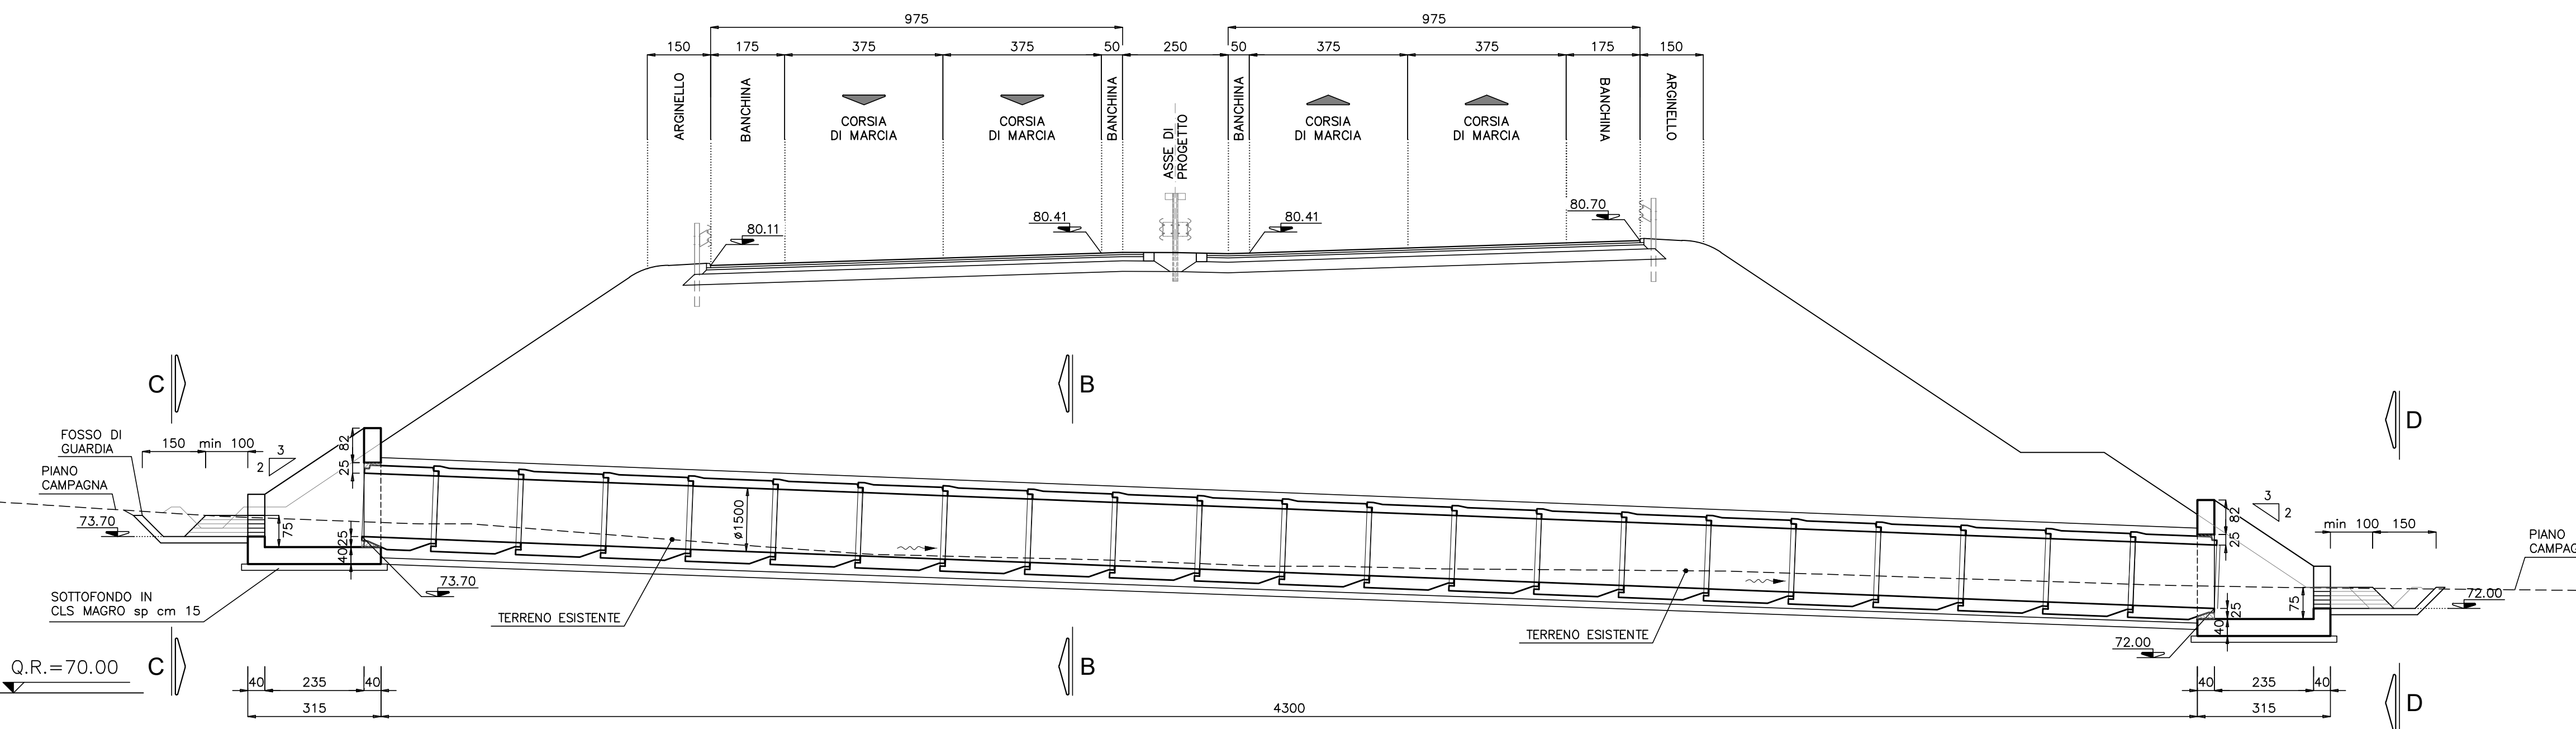 975
975
150
175
375
375
50
250
50
375
375
175
150
ARGINELLO
BANCHINA
CORSIA
DI MARCIA
CORSIA
DI MARCIA
BANCHINA
ASSE DI
PROGETTO
BANCHINA
CORSIA
DI MARCIA
CORSIA
DI MARCIA
BANCHINA
ARGINELLO
80.11
80.41
80.41
80.70
C
B
D
FOSSO DI
GUARDIA
PIANO
CAMPAGNA
150
min 100
3
2
82
25
73.70
75
25
40
73.70
ø1500
SOTTOFONDO IN
CLS MAGRO sp cm 15
TERRENO ESISTENTE
TERRENO ESISTENTE
3
2
82
25
min 100
150
PIANO
CAMPAG
72.00
75
25
40
72.00
Q.R.=70.00
C
B
D
40
235
40
40
235
40
315
4300
315